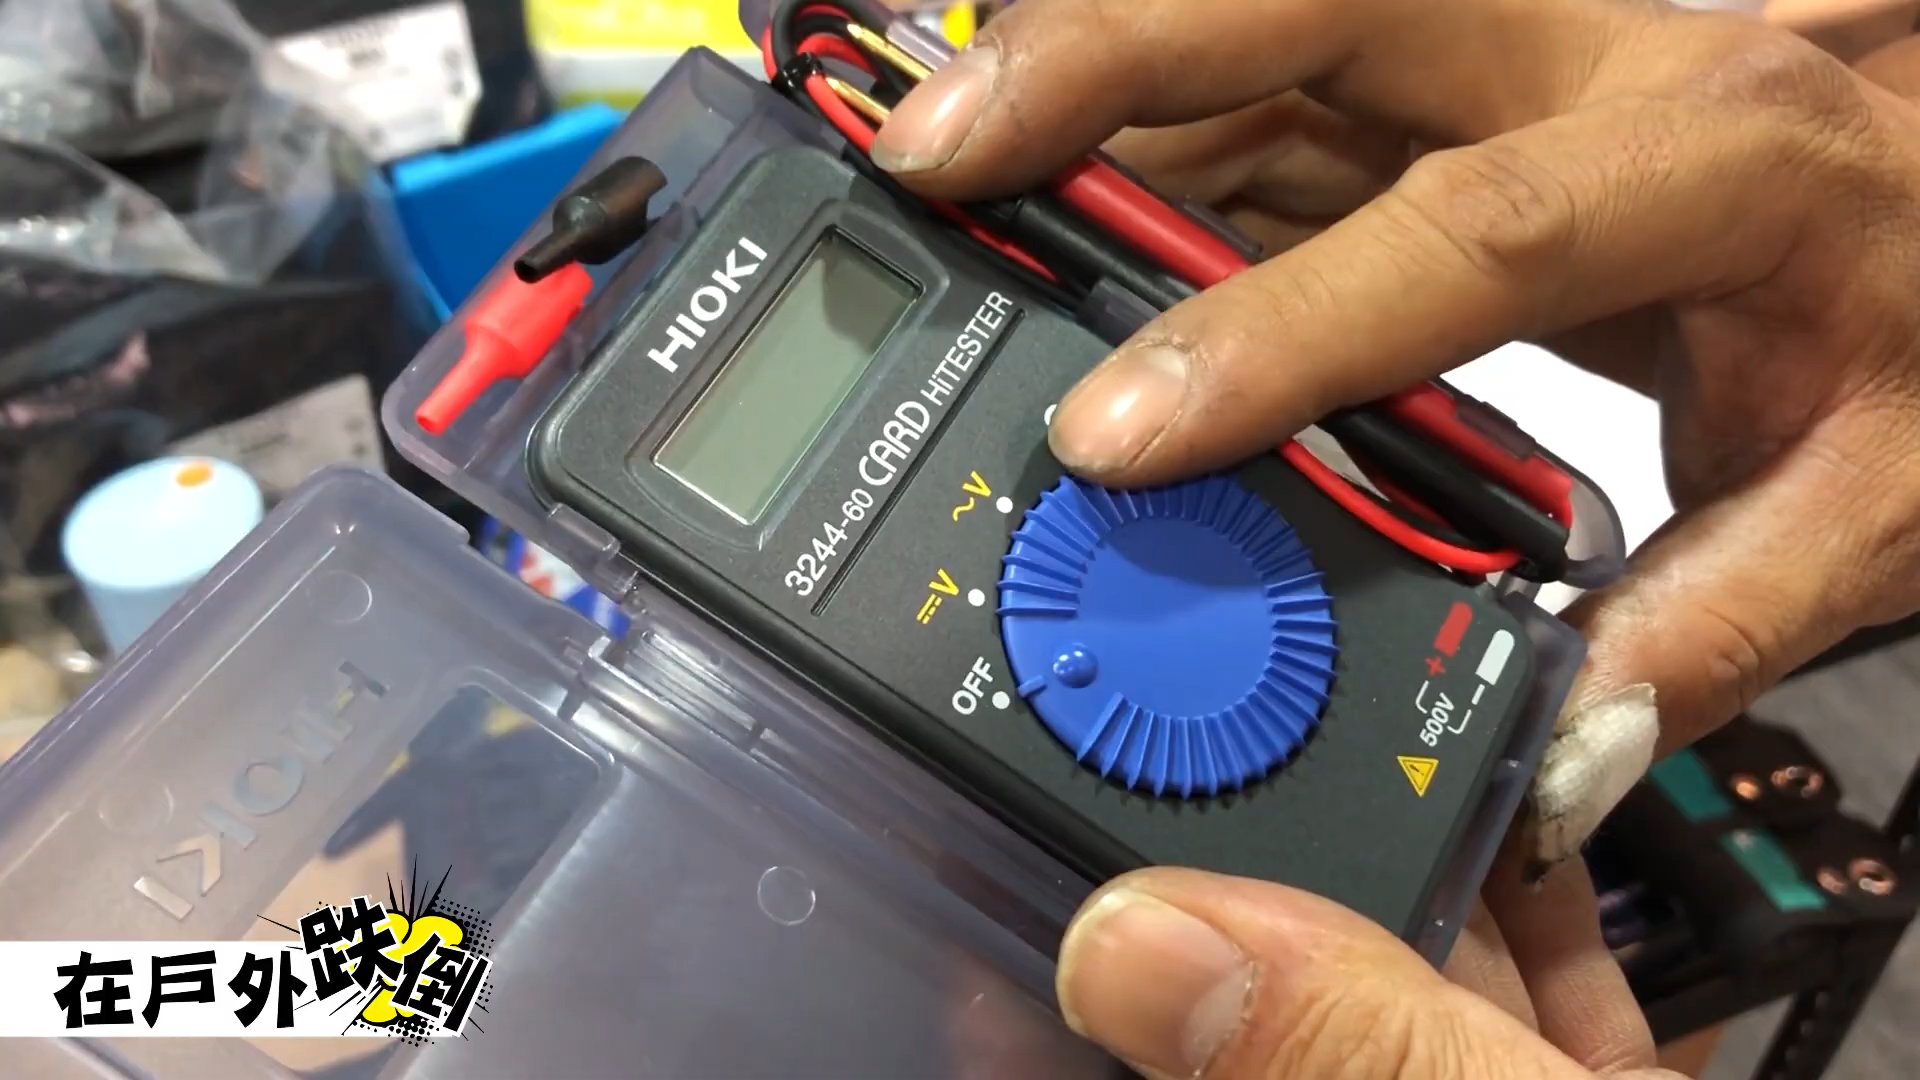 HIOKI
3244-60 CARD HiTESTER
~V
⎓V
OFF
+
500V
−
HIOKI
在戶外跌倒